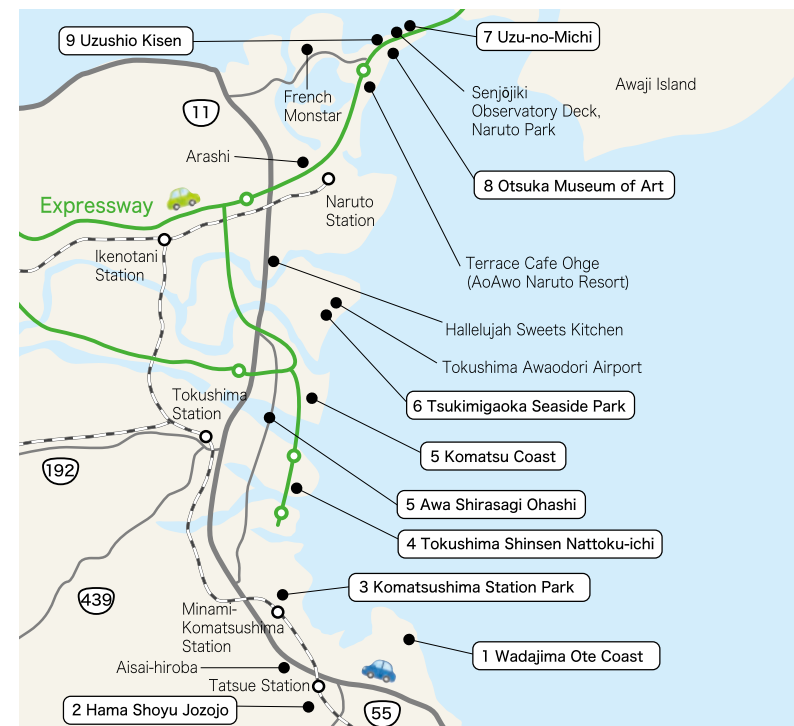 9 Uzushio Kisen
7 Uzu-no-Michi
French
Monstar
Senjōjiki
Observatory Deck,
Naruto Park
Awaji Island
11
Arashi
8 Otsuka Museum of Art
Expressway
Naruto
Station
Ikenotani
Station
Terrace Cafe Ohge
(AoAwo Naruto Resort)
Hallelujah Sweets Kitchen
Tokushima Awaodori Airport
Tokushima
Station
6 Tsukimigaoka Seaside Park
5 Komatsu Coast
192
5 Awa Shirasagi Ohashi
4 Tokushima Shinsen Nattoku-ichi
3 Komatsushima Station Park
439
Minami-
Komatsushima
Station
1 Wadajima Ote Coast
Aisai-hiroba
Tatsue Station
2 Hama Shoyu Jozojo
55